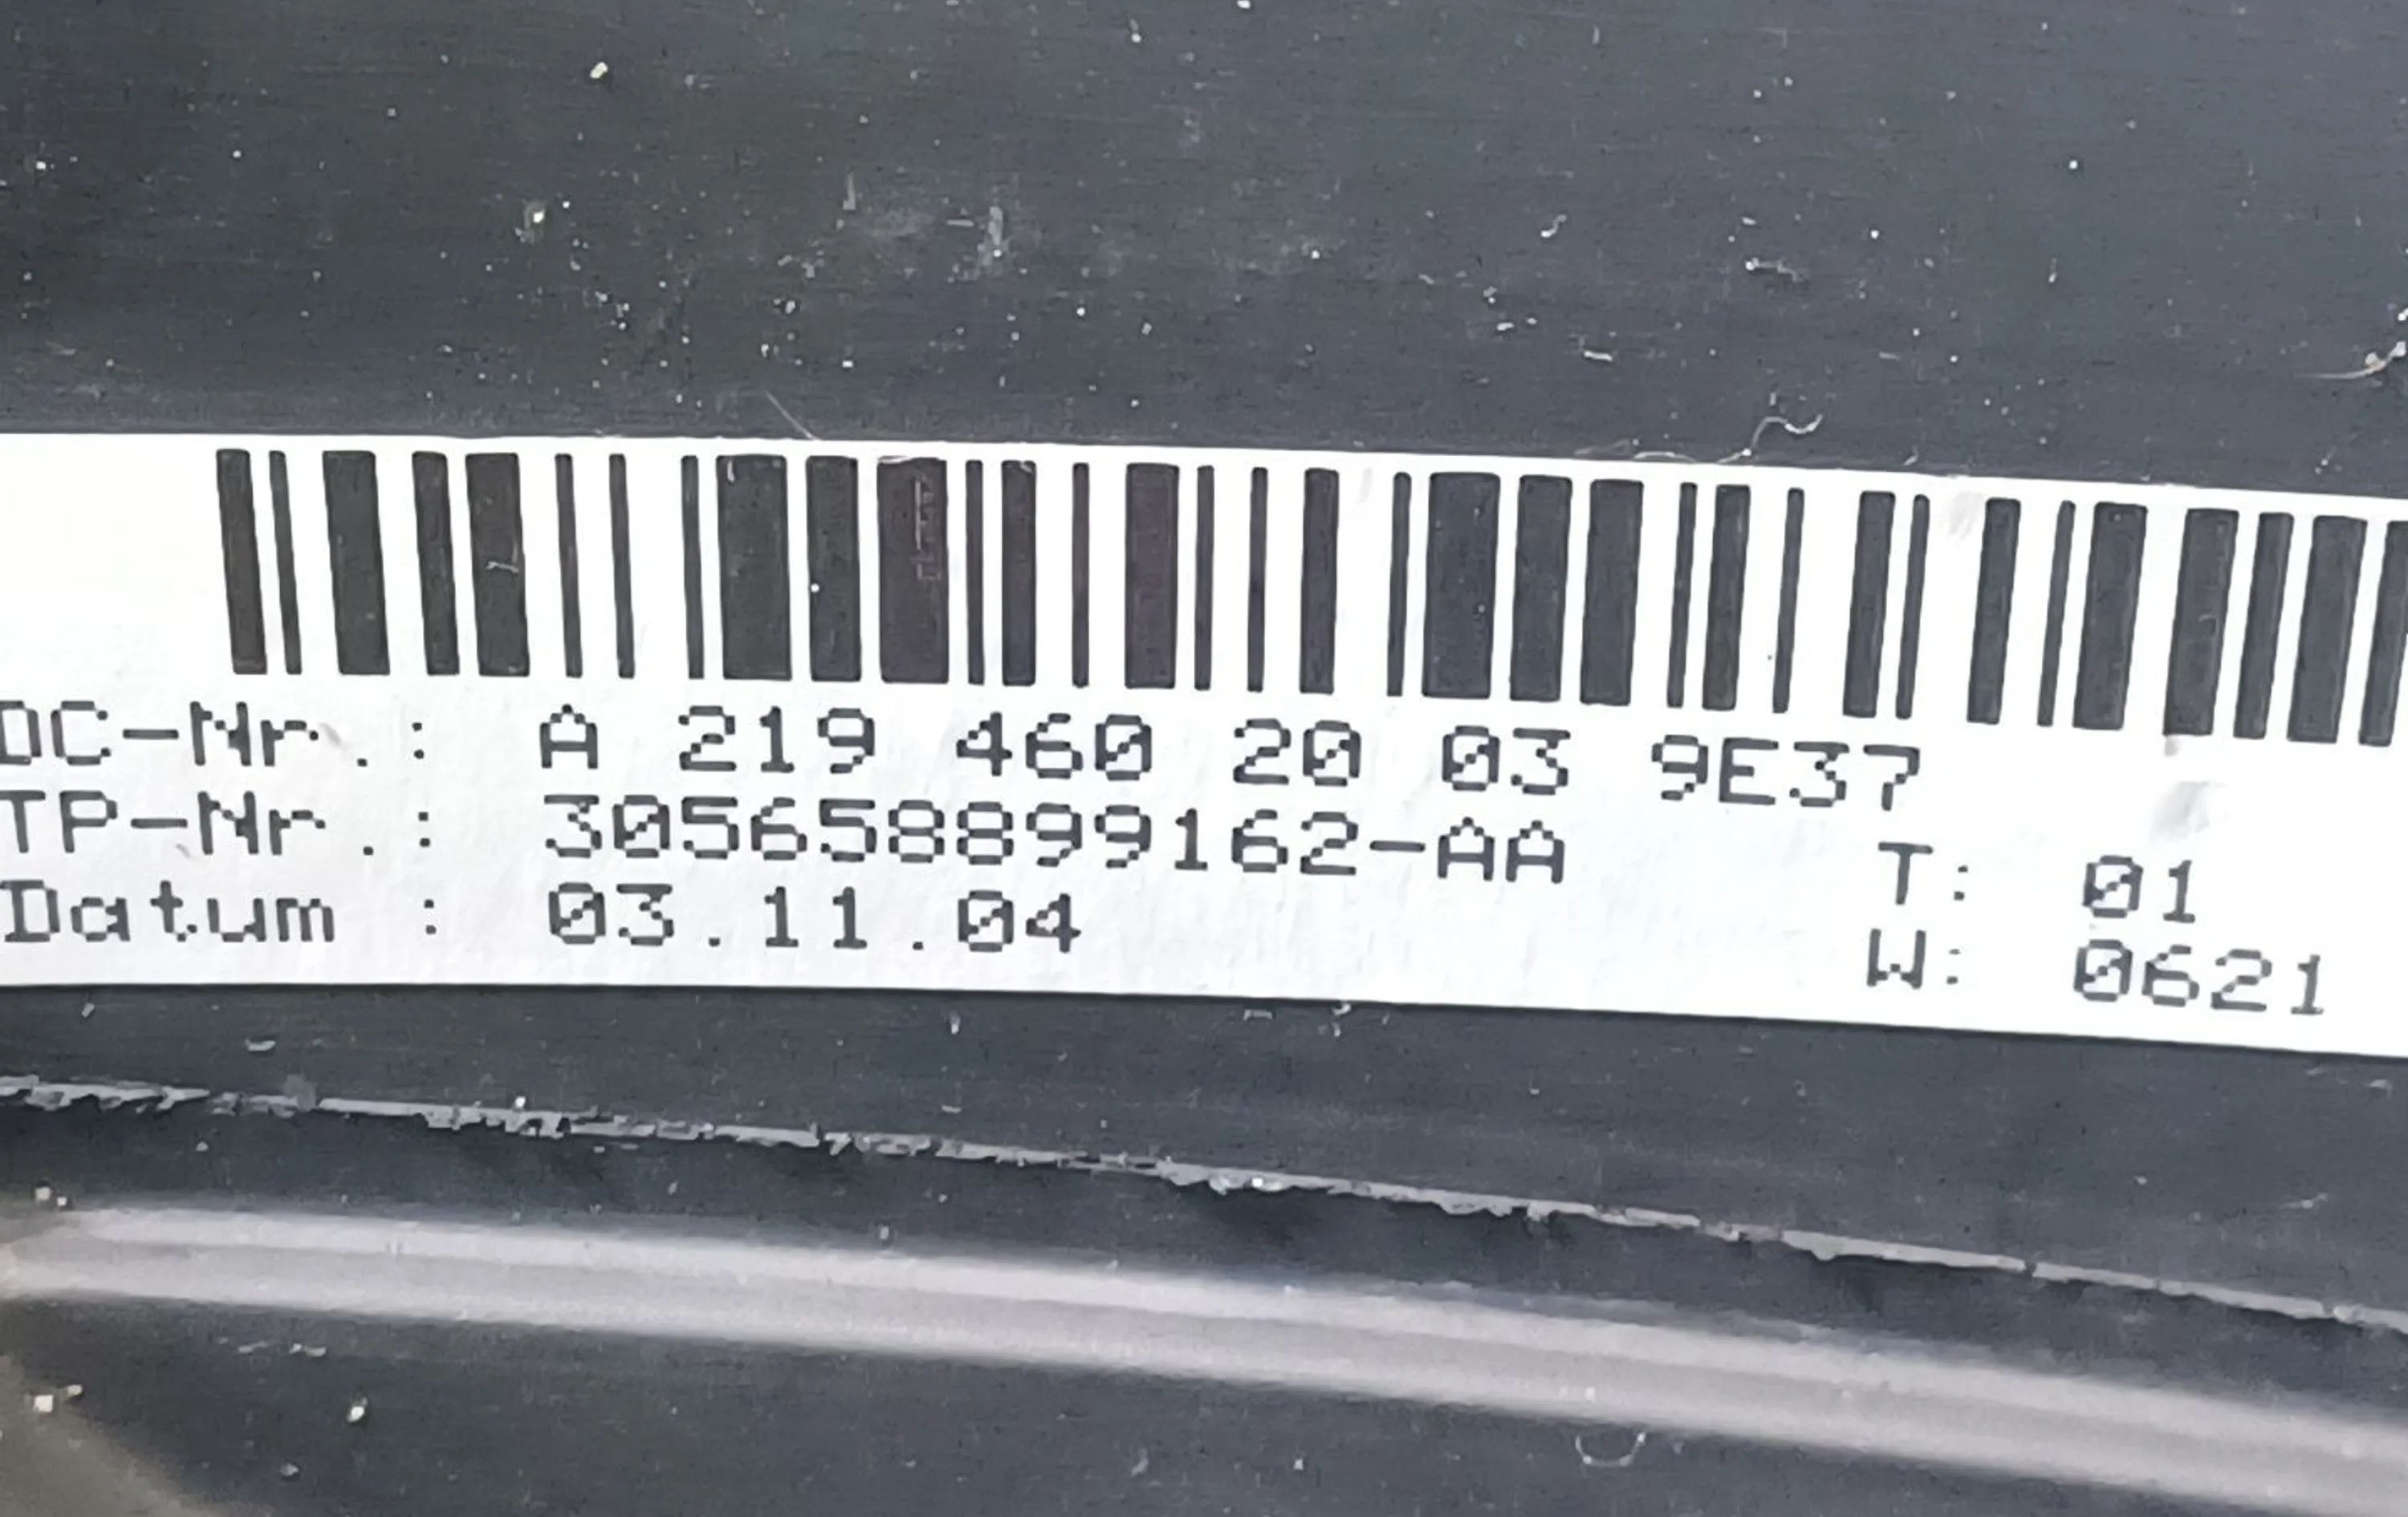 DC-Nr.: A 219 460 20 03 9E37
TP-Nr.: 305658899162-AA T: 01
Datum : 03.11.04 W: 0621